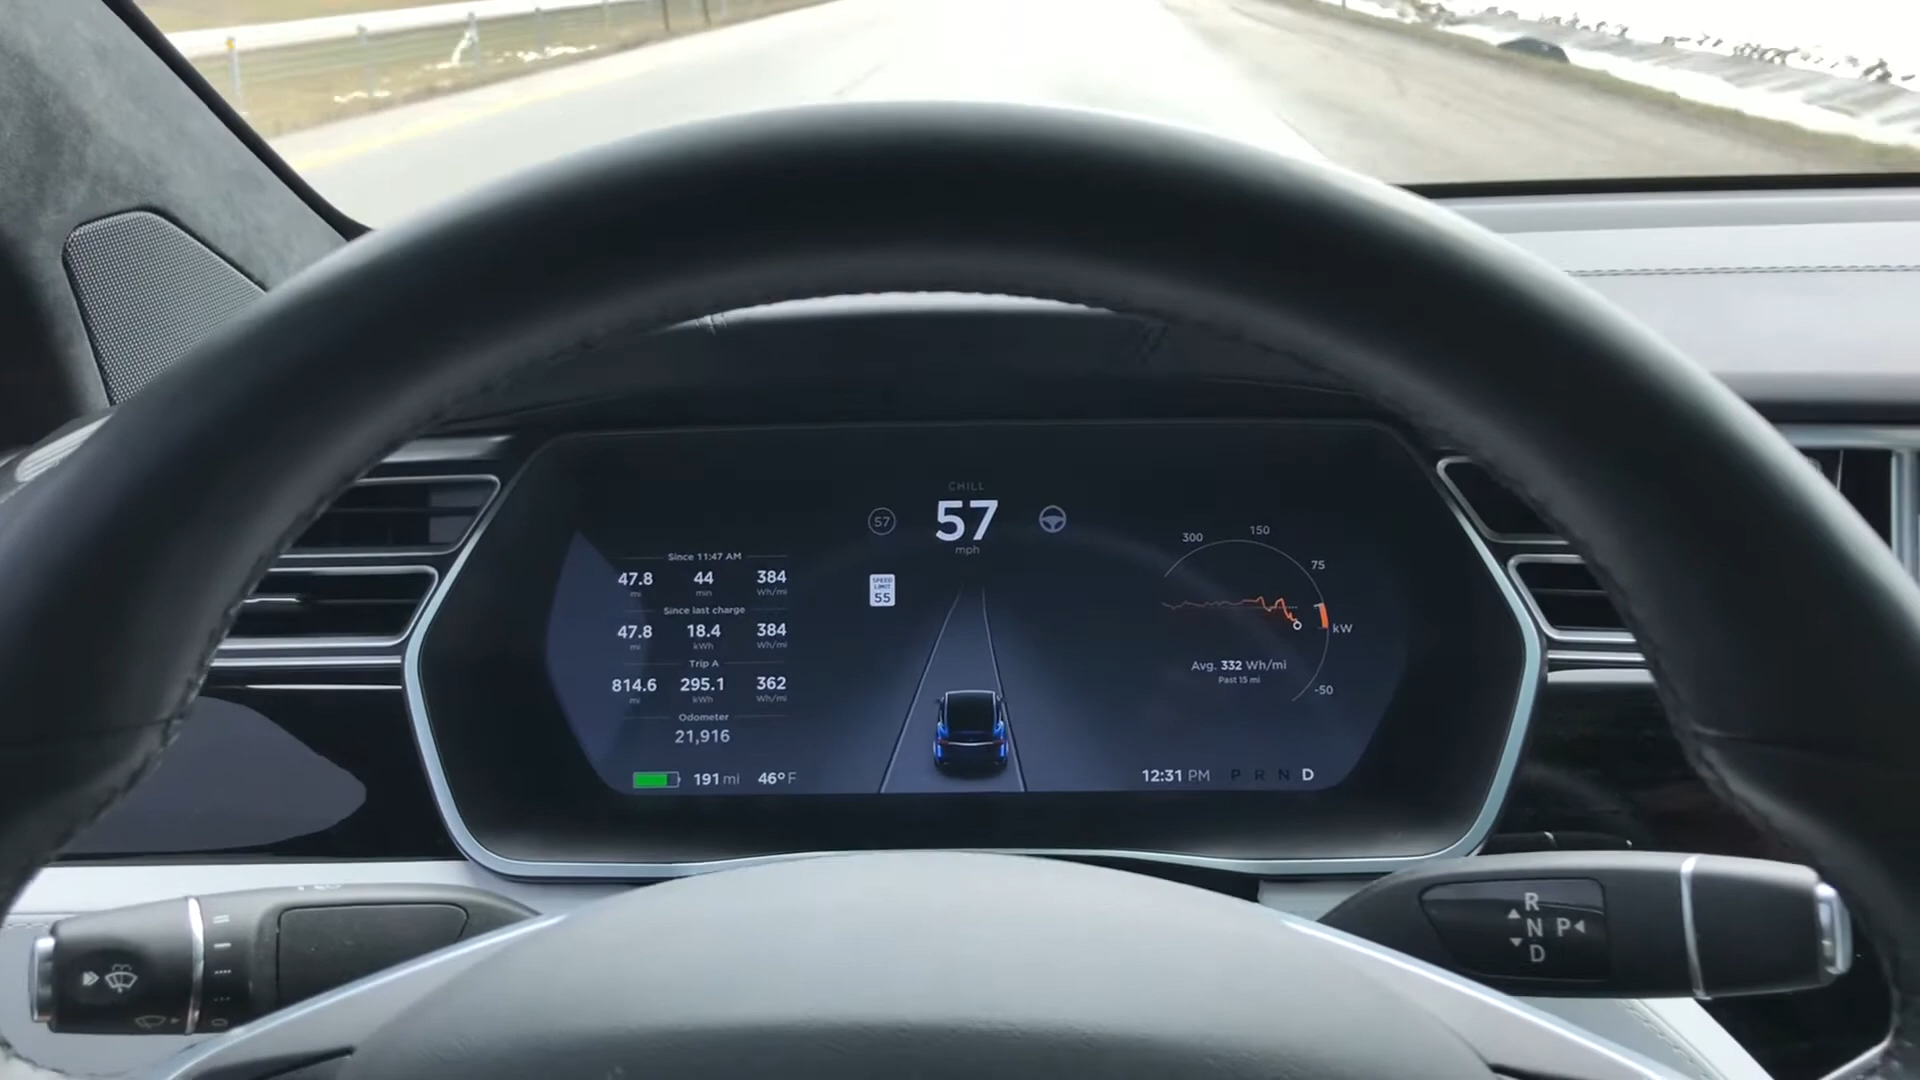 CHILL
57
57
mph
SPEED
LIMIT
55
Since 11:47 AM
47.8 44 384
mi min Wh/mi
Since last charge
47.8 18.4 384
mi kWh Wh/mi
Trip A
814.6 295.1 362
mi kWh Wh/mi
Odometer
21,916
191 mi 46°F
300 150
75
kW
-50
Avg. 332 Wh/mi
Past 15 mi
12:31 PM P R N D
R
N P
D